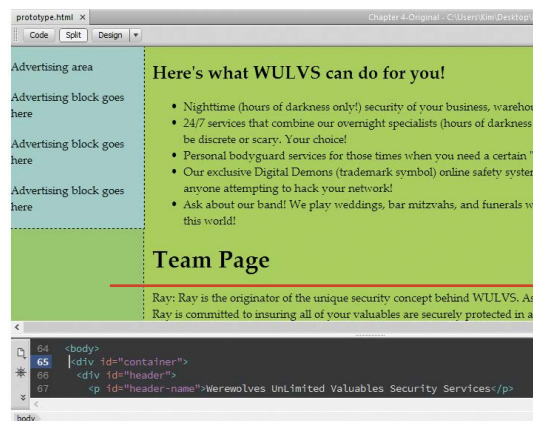 prototype.html ×
Chapter 4-Original - C:\Users\Kim\Desktop\
Code Split Design
Advertising area
Advertising block goes
here
Advertising block goes
here
Advertising block goes
here
Here's what WULVS can do for you!
• Nighttime (hours of darkness only!) security of your business, warehou
• 24/7 services that combine our overnight specialists (hours of darkness
be discrete or scary. Your choice!
• Personal bodyguard services for those times when you need a certain "
• Our exclusive Digital Demons (trademark symbol) online safety syste
anyone attempting to hack your network!
• Ask about our band! We play weddings, bar mitzvahs, and funerals w
this world!
Team Page
Ray: Ray is the originator of the unique security concept behind WULVS. As
Ray is committed to insuring all of your valuables are securely protected in a
64 <body>
65 <div id="container">
66 <div id="header">
67 <p id="header-name">Werewolves UnLimited Valuables Security Services</p>
body